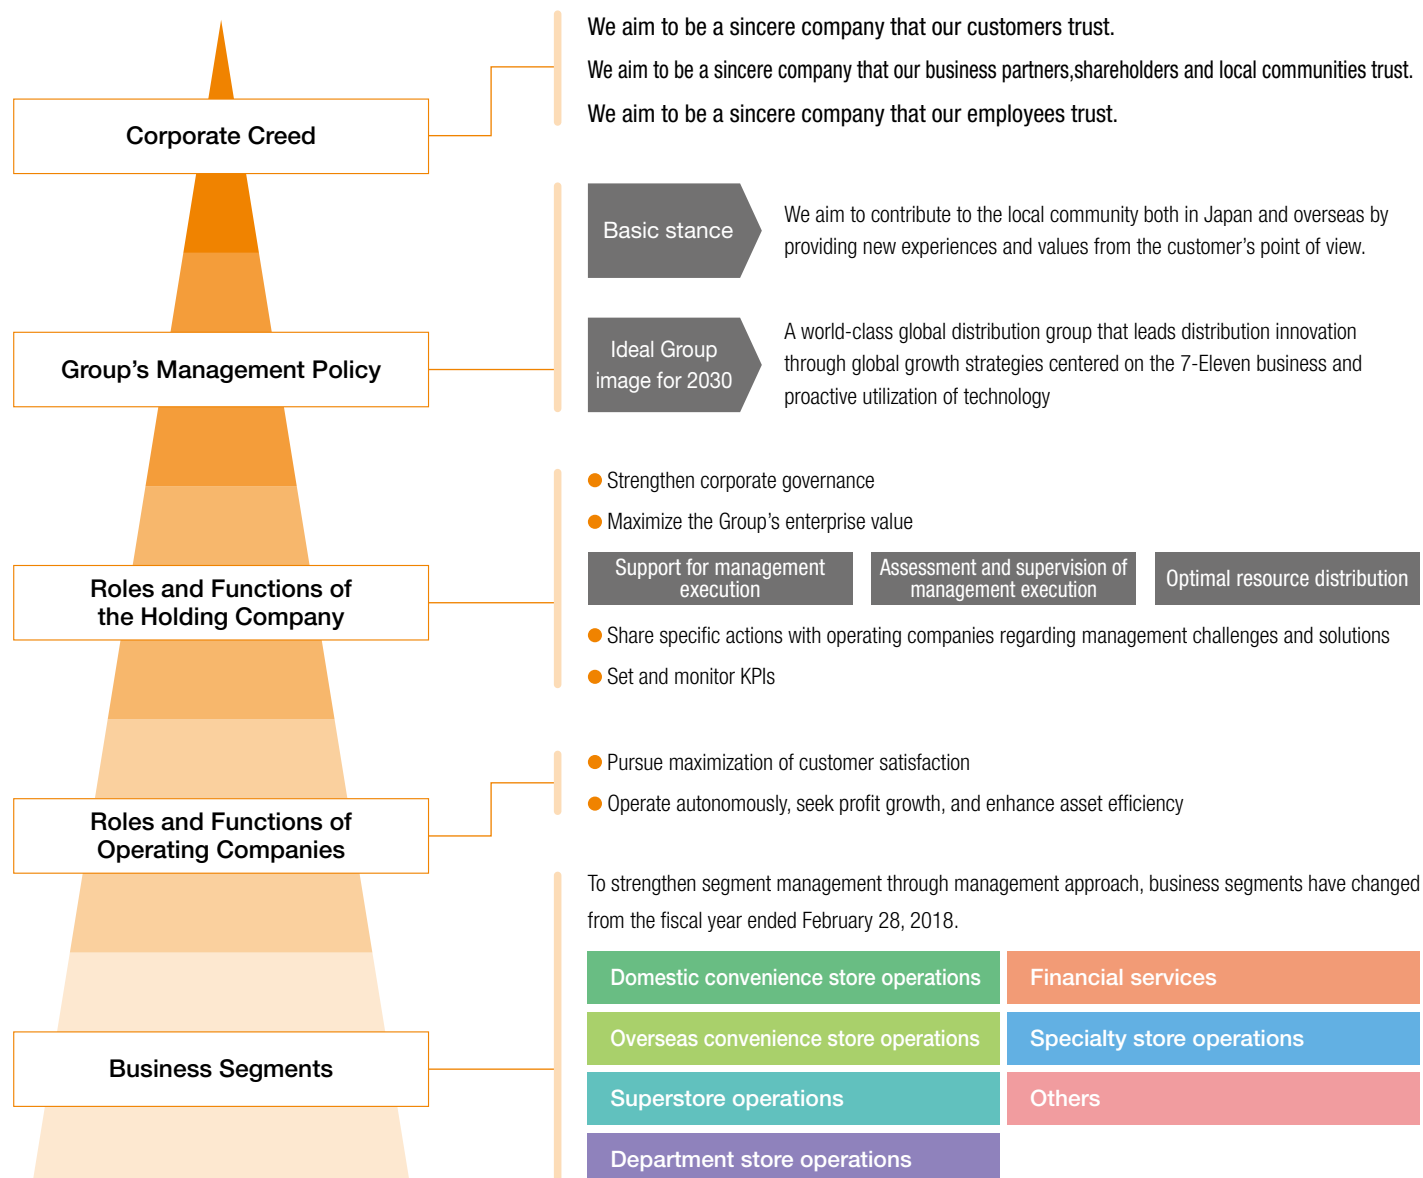 Corporate Creed
We aim to be a sincere company that our customers trust.
We aim to be a sincere company that our business partners,shareholders and local communities trust.
We aim to be a sincere company that our employees trust.
Group’s Management Policy
Basic stance
We aim to contribute to the local community both in Japan and overseas by
providing new experiences and values from the customer’s point of view.
Ideal Group
image for 2030
A world-class global distribution group that leads distribution innovation
through global growth strategies centered on the 7-Eleven business and
proactive utilization of technology
Roles and Functions of
the Holding Company
● Strengthen corporate governance
● Maximize the Group’s enterprise value
Support for management
execution
Assessment and supervision of
management execution
Optimal resource distribution
● Share specific actions with operating companies regarding management challenges and solutions
● Set and monitor KPIs
Roles and Functions of
Operating Companies
● Pursue maximization of customer satisfaction
● Operate autonomously, seek profit growth, and enhance asset efficiency
Business Segments
To strengthen segment management through management approach, business segments have changed
from the fiscal year ended February 28, 2018.
Domestic convenience store operations
Financial services
Overseas convenience store operations
Specialty store operations
Superstore operations
Others
Department store operations